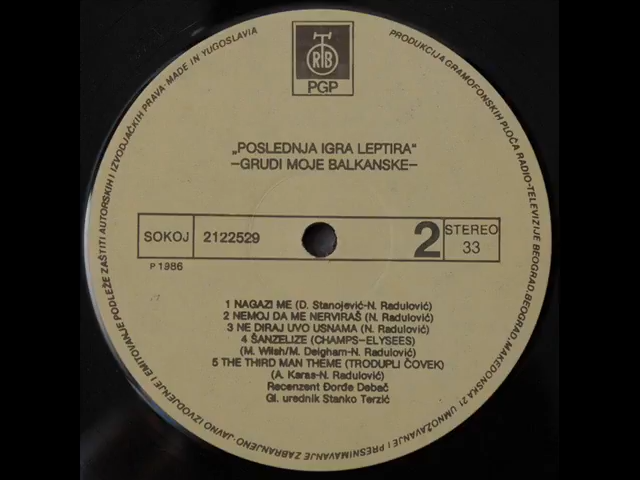 RTB
PGP
„POSLEDNJA IGRA LEPTIRA“
-GRUDI MOJE BALKANSKE-
SOKOJ 2122529 2 STEREO 33
P 1986
1 NAGAZI ME (D. Stanojević-N. Radulović)
2 NEMOJ DA ME NERVIRAŠ (N. Radulović)
3 NE DIRAJ UVO USNAMA (N. Radulović)
4 ŠANZELIZE (CHAMPS-ELYSEES)
(M. Wilsh/M. Deigham-N. Radulović)
5 THE THIRD MAN THEME (TRODUPLI ČOVEK)
(A. Karas-N. Radulović)
Recenzent Đorđe Debač
Gl. urednik Stanko Terzić
PRODUKCIJA GRAMOFONSKIH PLOČA RADIO-TELEVIZIJE BEOGRAD, BEOGRAD, MAKEDONSKA 21 UMNOŽAVANJE I PRESNIMAVANJE ZABRANJENO-JAVNO IZVODJENJE I EMITOVANJE PODLEŽE ZAŠTITI AUTORSKIH I IZVODJAČKIH PRAVA-MADE IN YUGOSLAVIA